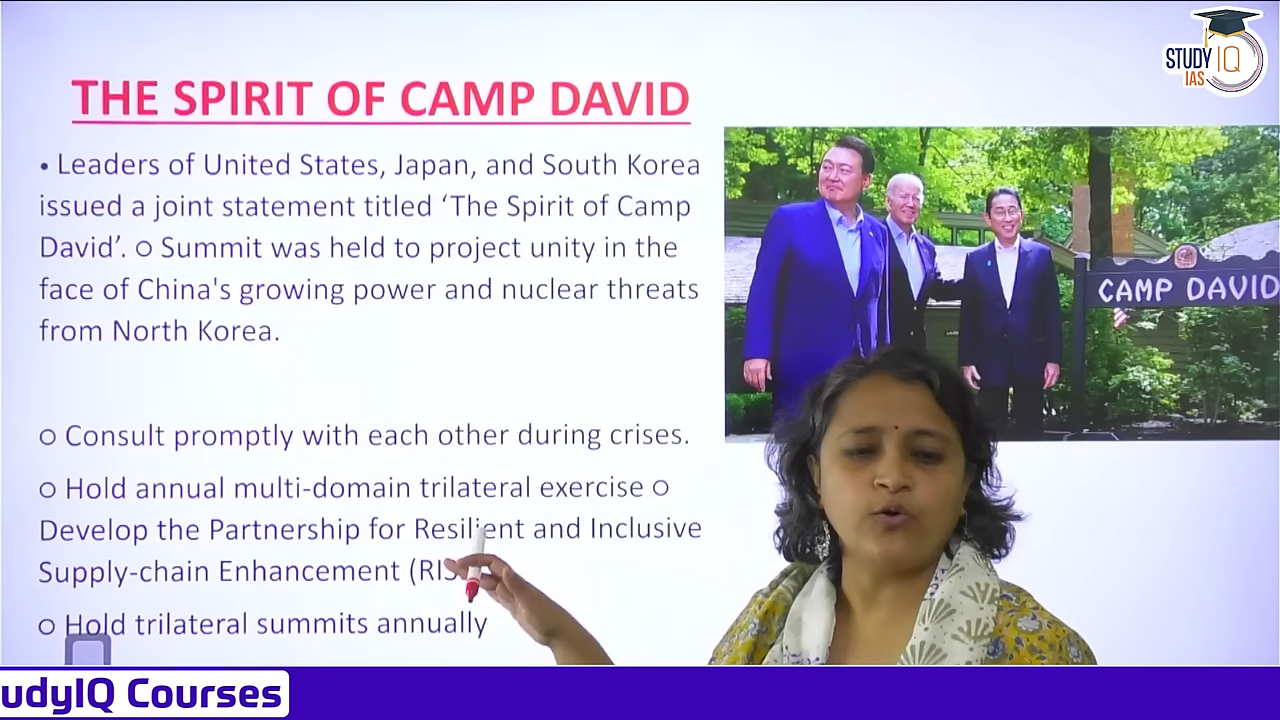 STUDY IQ
IAS
THE SPIRIT OF CAMP DAVID
• Leaders of United States, Japan, and South Korea
issued a joint statement titled ‘The Spirit of Camp
David’. ○ Summit was held to project unity in the
face of China's growing power and nuclear threats
from North Korea.
CAMP DAVID
○ Consult promptly with each other during crises.
○ Hold annual multi-domain trilateral exercise ○
Develop the Partnership for Resilient and Inclusive
Supply-chain Enhancement (RIS
○ Hold trilateral summits annually
udyIQ Courses